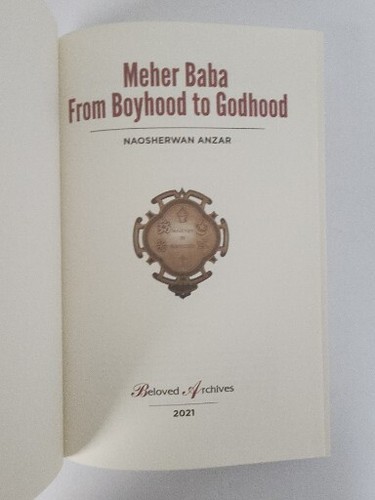 Meher Baba
From Boyhood to Godhood
NAOSHERWAN ANZAR
Beloved Archives
2021